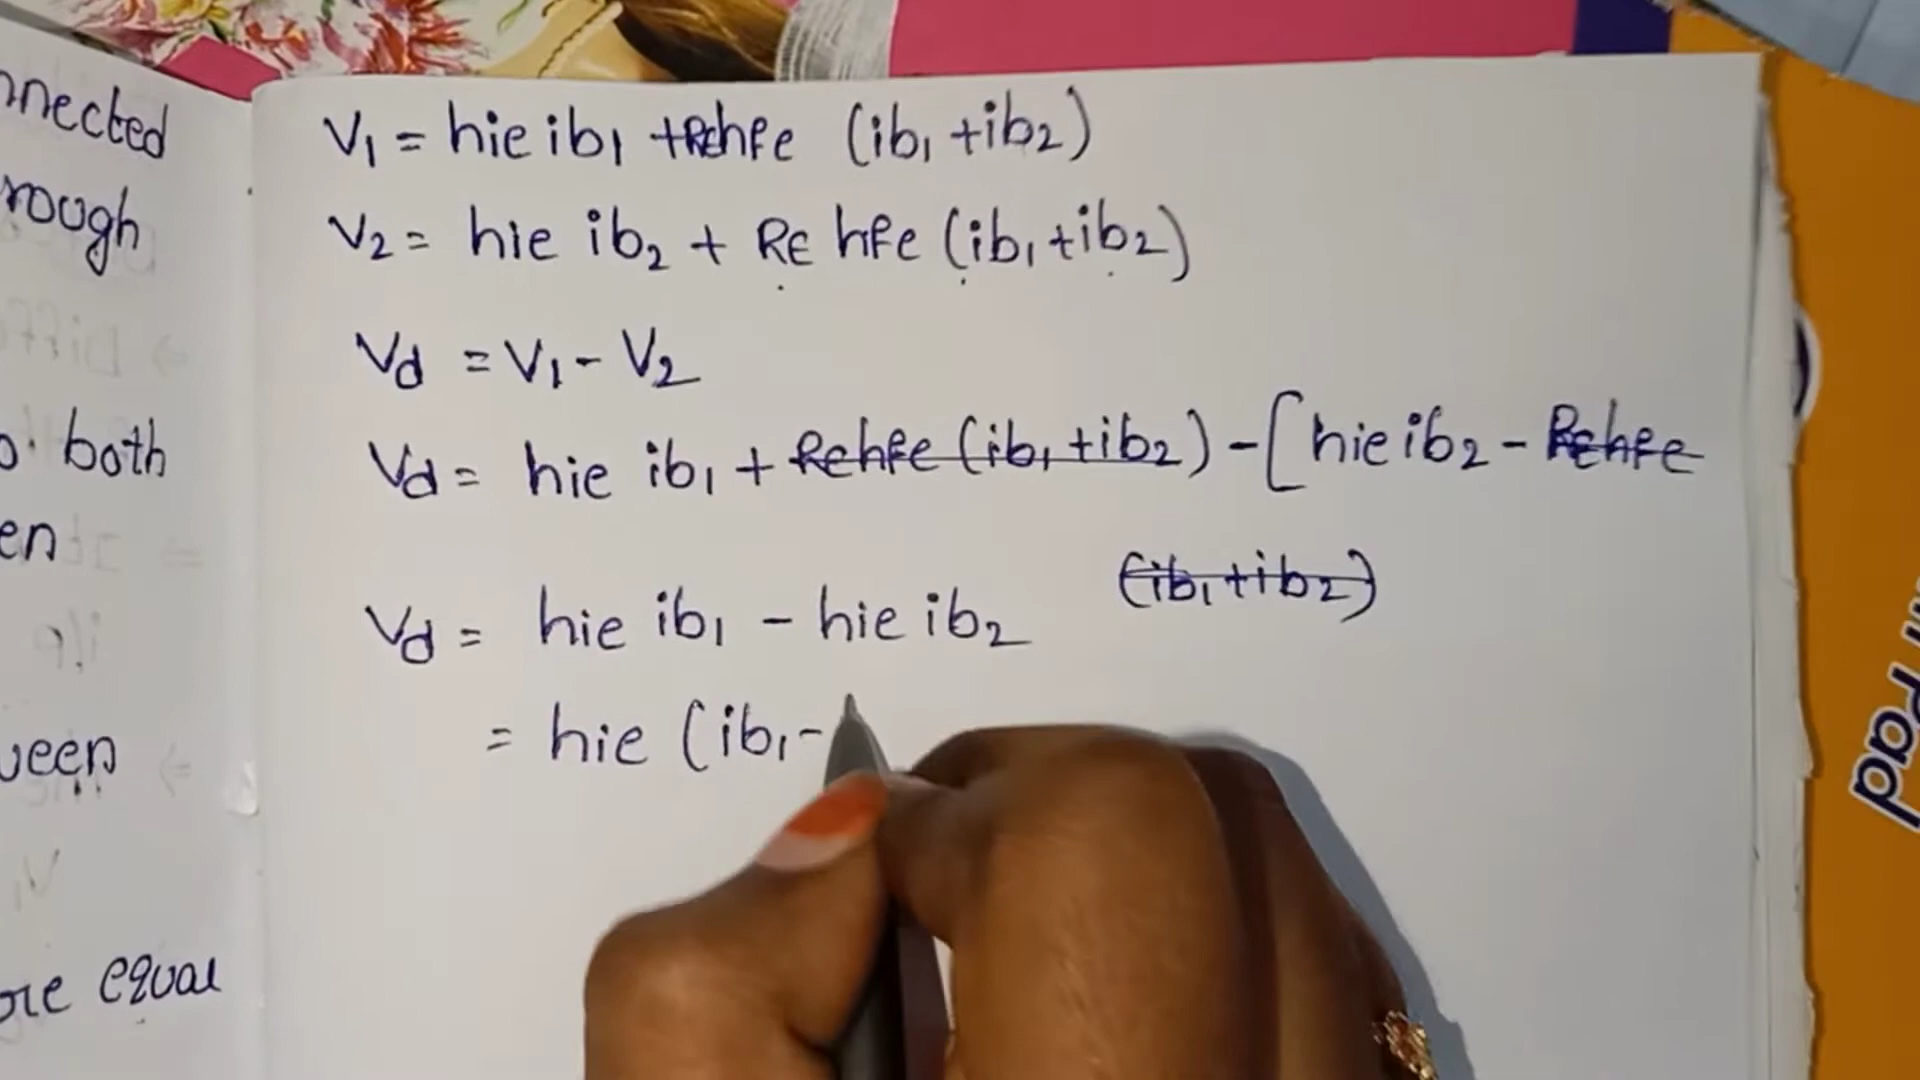 nnected
rough
both
en
ween
equal
V1 = hie ib1 + REhfe (ib1 + ib2)
V2 = hie ib2 + RE hfe (ib1 + ib2)
Vd = V1 - V2
Vd = hie ib1 + REhfe (ib1 + ib2) - [hie ib2 - REhfe
(ib1 + ib2)
Vd = hie ib1 - hie ib2
= hie (ib1 -
Pad